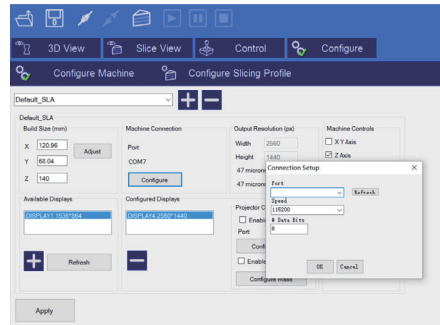 3D View
Slice View
Control
Configure
Configure Machine
Configure Slicing Profile
Default_SLA
Default_SLA
Build Size (mm)
X 120.96
Adjust
Y 68.04
Z 140
Machine Connection
Port
COM7
Configure
Output Resolution (px)
Width 2560
Height 1440
47 micron
47 micron
Machine Controls
X Y Axis
Z Axis
Available Displays
DISPLAY1 1536*864
Refresh
Configured Displays
DISPLAY4 2560*1440
Projector C
Enabl
Port
Conf
Enable
Configure Mask
Connection Setup
Port
Refresh
Speed
115200
# Data Bits
8
OK Cancel
Apply